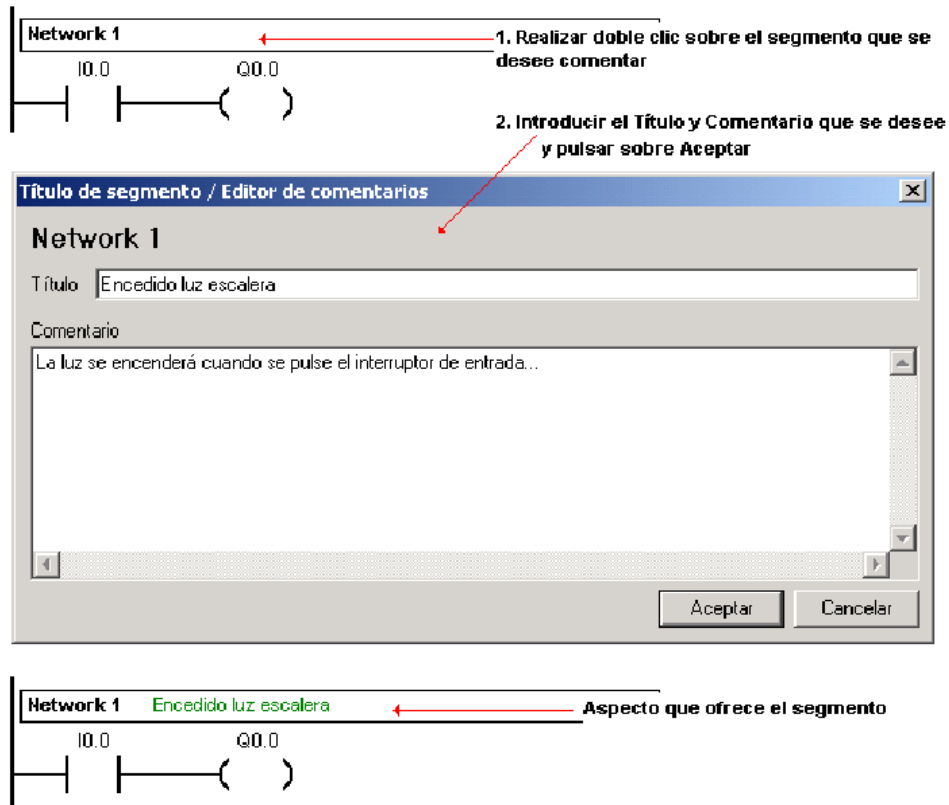 Network 1
1. Realizar doble clic sobre el segmento que se
desee comentar
I0.0 Q0.0
2. Introducir el Título y Comentario que se desee
y pulsar sobre Aceptar
Título de segmento / Editor de comentarios
Network 1
Título Encedido luz escalera
Comentario
La luz se encenderá cuando se pulse el interruptor de entrada...
Aceptar Cancelar
Network 1 Encedido luz escalera
Aspecto que ofrece el segmento
I0.0 Q0.0